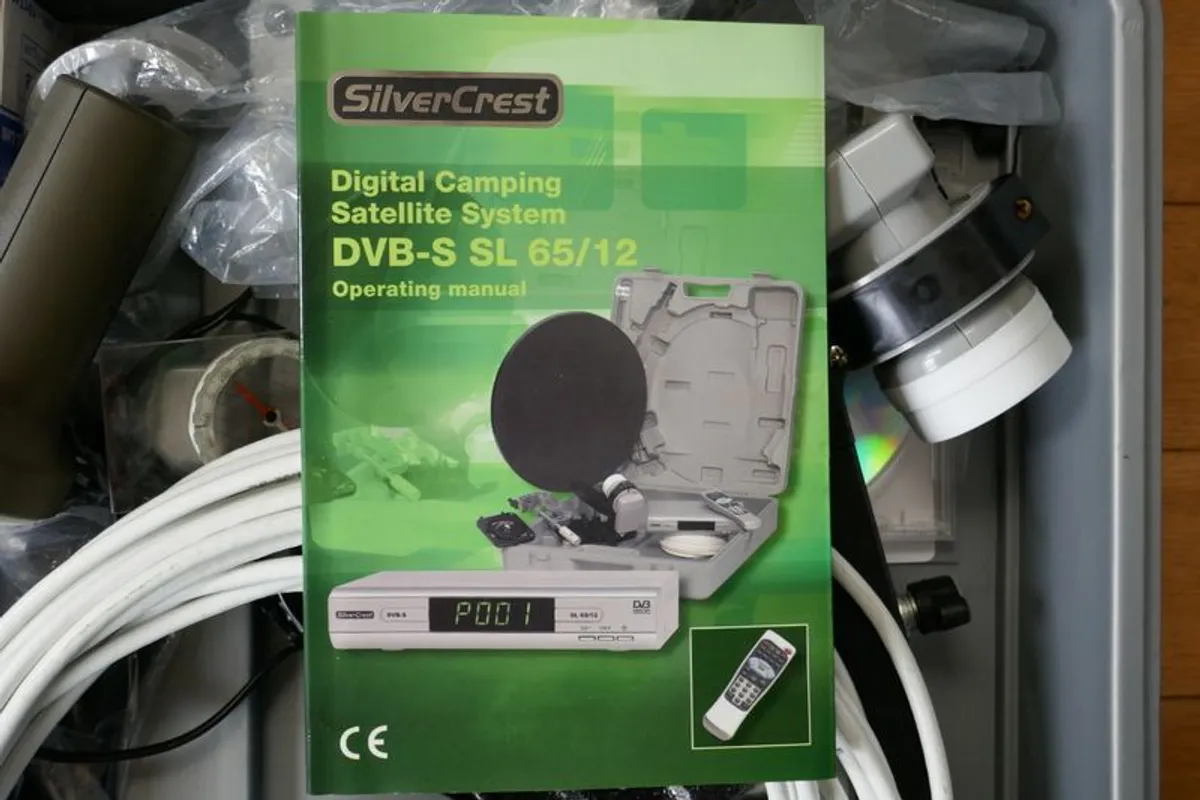 SilverCrest
Digital Camping
Satellite System
DVB-S SL 65/12
Operating manual
SilverCrest
DVB-S
P001
SL 65/12
DVB
CE